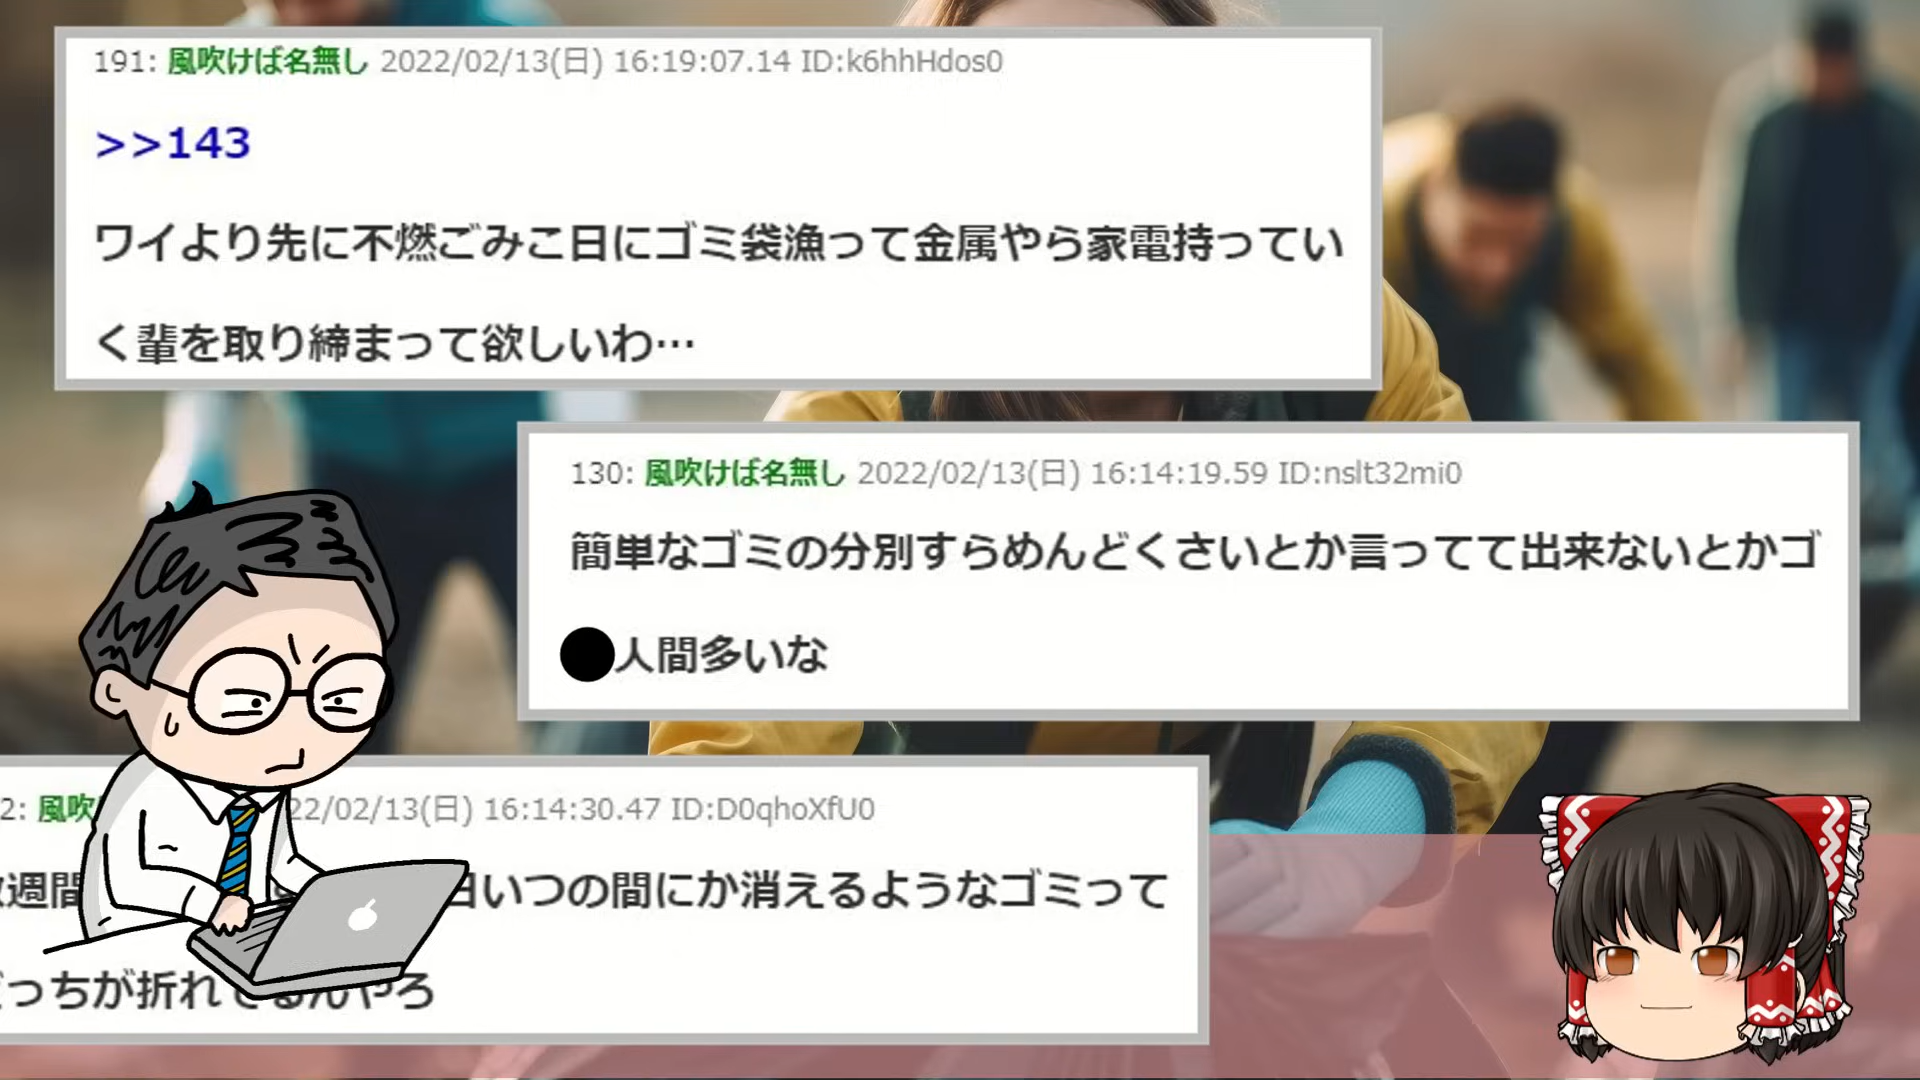 191: 風吹けば名無し 2022/02/13(日) 16:19:07.14 ID:k6hhHdos0
>>143
ワイより先に不燃ごみこ日にゴミ袋漁って金属やら家電持ってい
く輩を取り締まって欲しいわ…
130: 風吹けば名無し 2022/02/13(日) 16:14:19.59 ID:nslt32mi0
簡単なゴミの分別すらめんどくさいとか言ってて出来ないとかゴ
●人間多いな
2: 風吹 22/02/13(日) 16:14:30.47 ID:D0qhoXfU0
週間 日いつの間にか消えるようなゴミって
どっちが折れてるんやろ